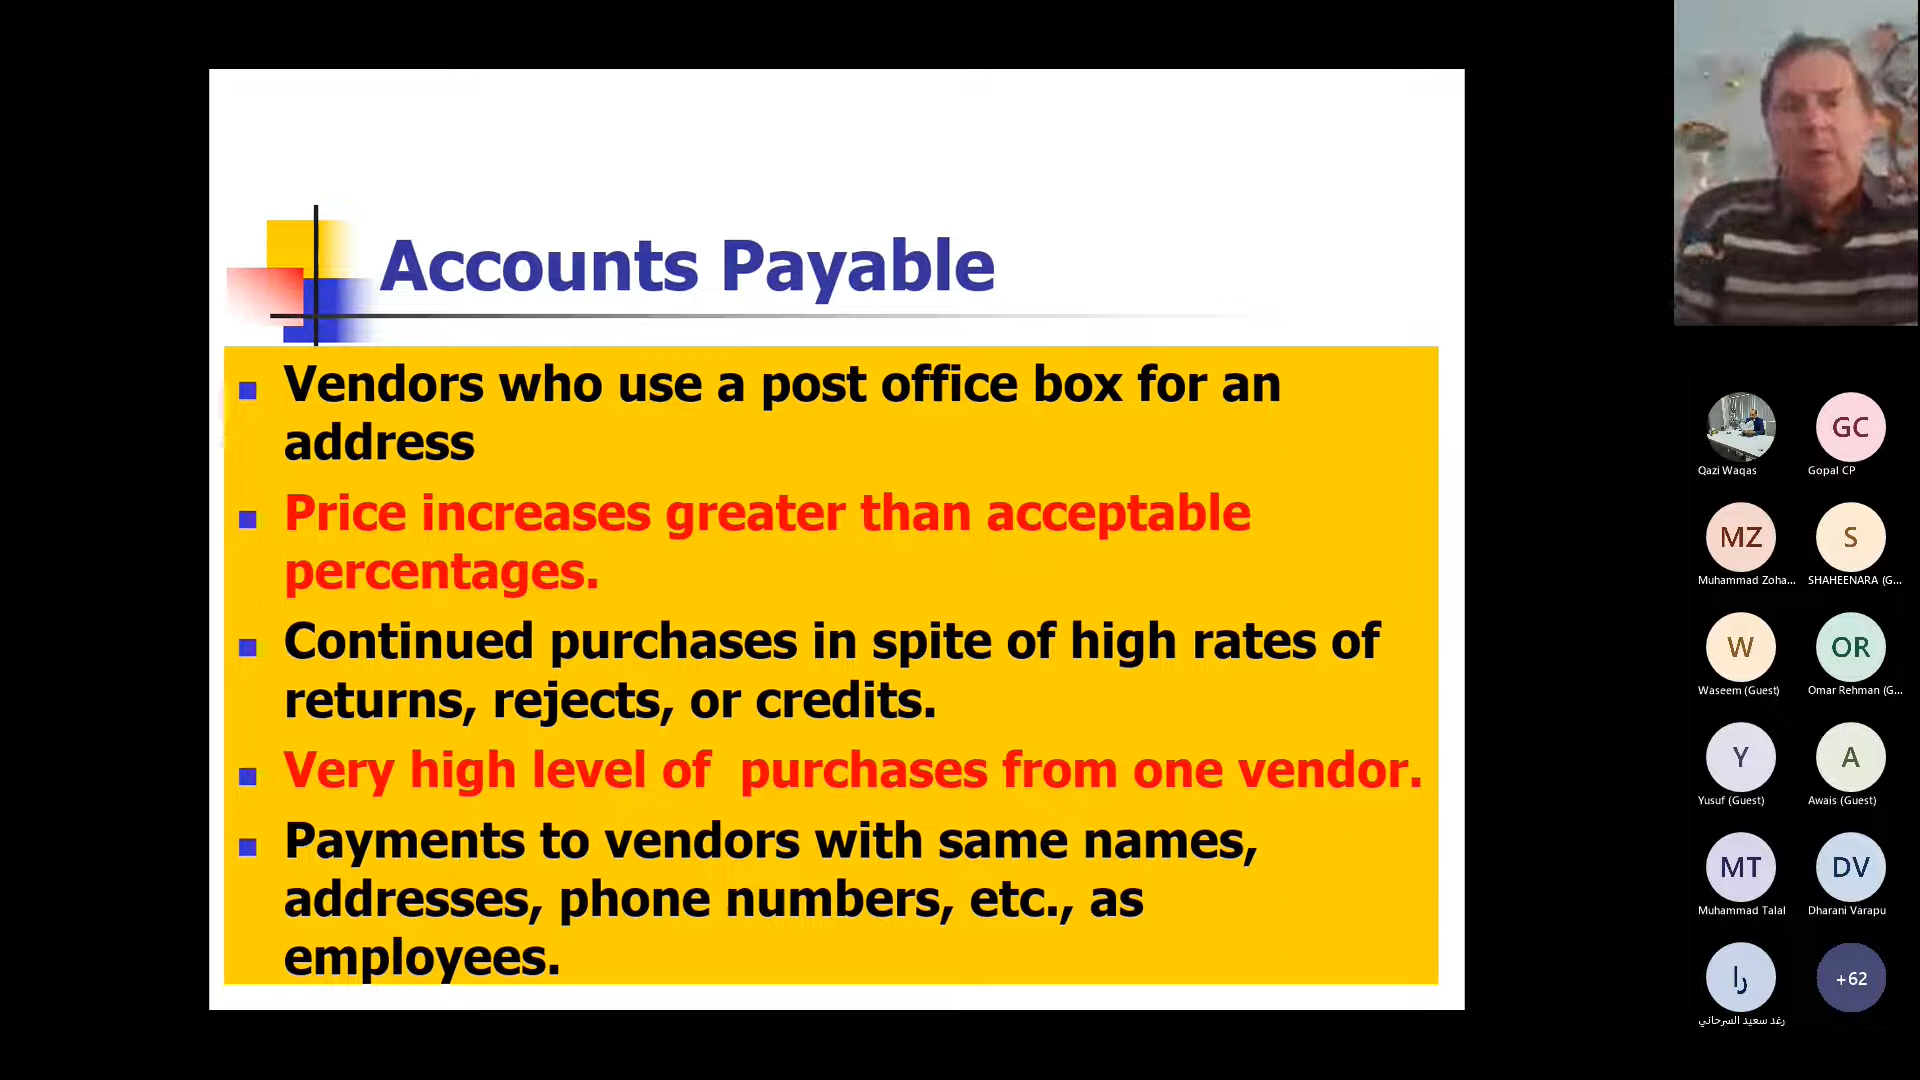 Accounts Payable
Vendors who use a post office box for an
address
Price increases greater than acceptable
percentages.
Continued purchases in spite of high rates of
returns, rejects, or credits.
Very high level of  purchases from one vendor.
Payments to vendors with same names,
addresses, phone numbers, etc., as
employees.
GC
Qazi Waqas
Gopal CP
MZ
S
Muhammad Zoha...
SHAHEENARA (G...
W
OR
Waseem (Guest)
Omar Rehman (G...
Y
A
Yusuf (Guest)
Awais (Guest)
MT
DV
Muhammad Talal
Dharani Varapu
را
+62
رغد سعيد السرحاني